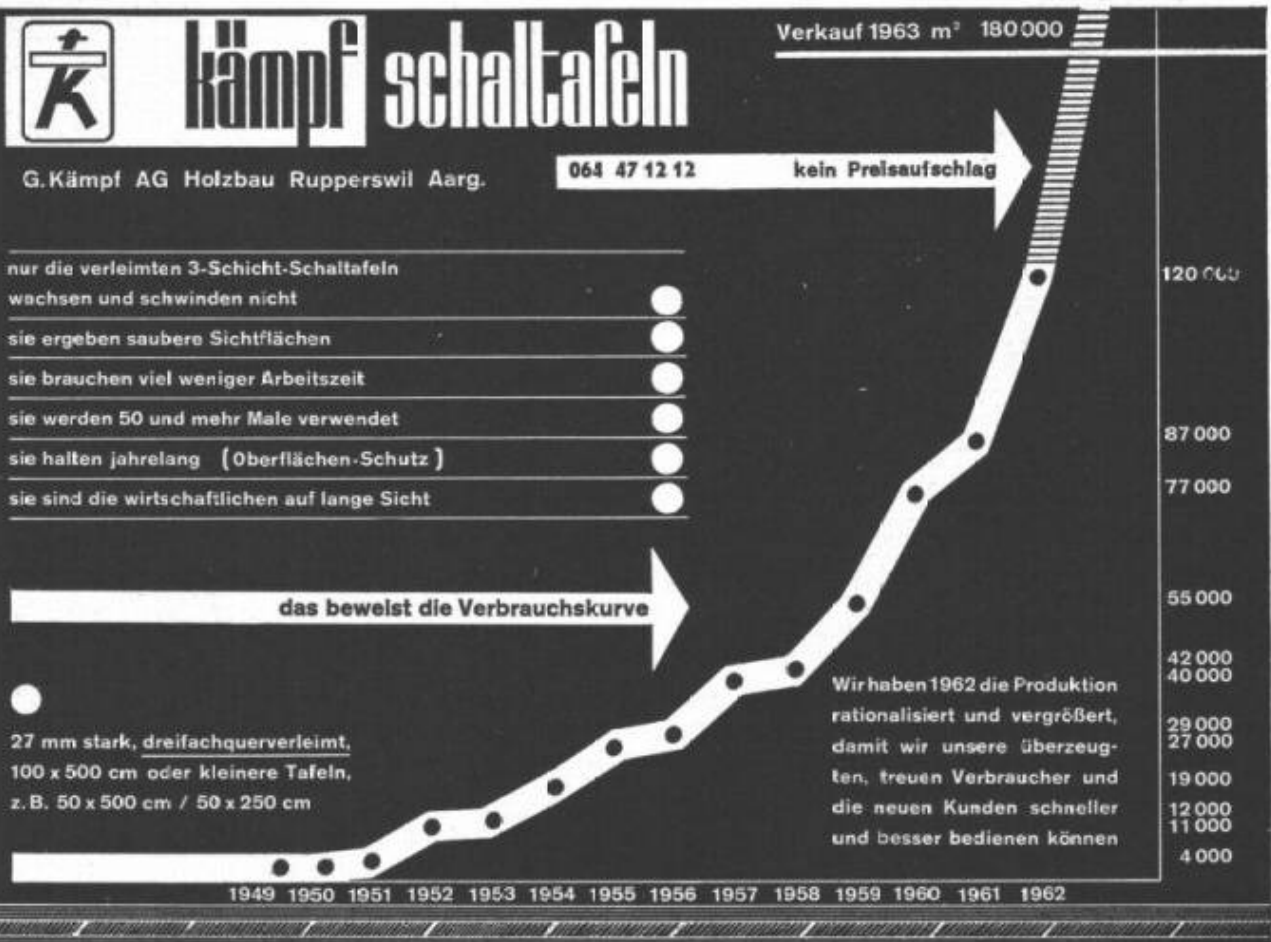 K
kämpf schaltafeln
Verkauf 1963 m² 180000
G. Kämpf AG Holzbau Rupperswil Aarg.
064 47 12 12 kein Preisaufschlag
nur die verleimten 3-Schicht-Schaltafeln
wachsen und schwinden nicht
sie ergeben saubere Sichtflächen
sie brauchen viel weniger Arbeitszeit
sie werden 50 und mehr Male verwendet
sie halten jahrelang (Oberflächen-Schutz)
sie sind die wirtschaftlichen auf lange Sicht
das beweist die Verbrauchskurve
27 mm stark, dreifachquerverleimt,
100 x 500 cm oder kleinere Tafeln,
z.B. 50 x 500 cm / 50 x 250 cm
Wir haben 1962 die Produktion
rationalisiert und vergrößert,
damit wir unsere überzeug-
ten, treuen Verbraucher und
die neuen Kunden schneller
und besser bedienen können
120 000
87 000
77 000
55 000
42 000
40 000
29 000
27 000
19 000
12 000
11 000
4 000
1949 1950 1951 1952 1953 1954 1955 1956 1957 1958 1959 1960 1961 1962